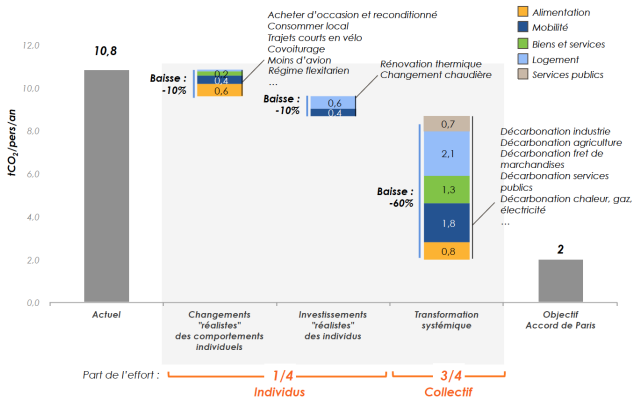 Alimentation
Mobilité
Biens et services
Logement
Services publics
tCO2/pers/an
12.0
10.0
8.0
6.0
4.0
2.0
0.0
10,8
Baisse :
-10%
0.2
0.4
0.6
Acheter d’occasion et reconditionné
Consommer local
Trajets courts en vélo
Covoiturage
Moins d’avion
Régime flexitarien
…
Baisse :
-10%
0,6
0.4
Rénovation thermique
Changement chaudière
Baisse :
-60%
0,7
2,1
1,3
1,8
0,8
Décarbonation industrie
Décarbonation agriculture
Décarbonation fret de
marchandises
Décarbonation services
publics
Décarbonation chaleur, gaz,
électricité
…
2
Actuel
Changements
"réalistes"
des comportements
individuels
Investissements
"réalistes"
des individus
Transformation
systémique
Objectif
Accord de Paris
Part de l’effort :
1/4
Individus
3/4
Collectif